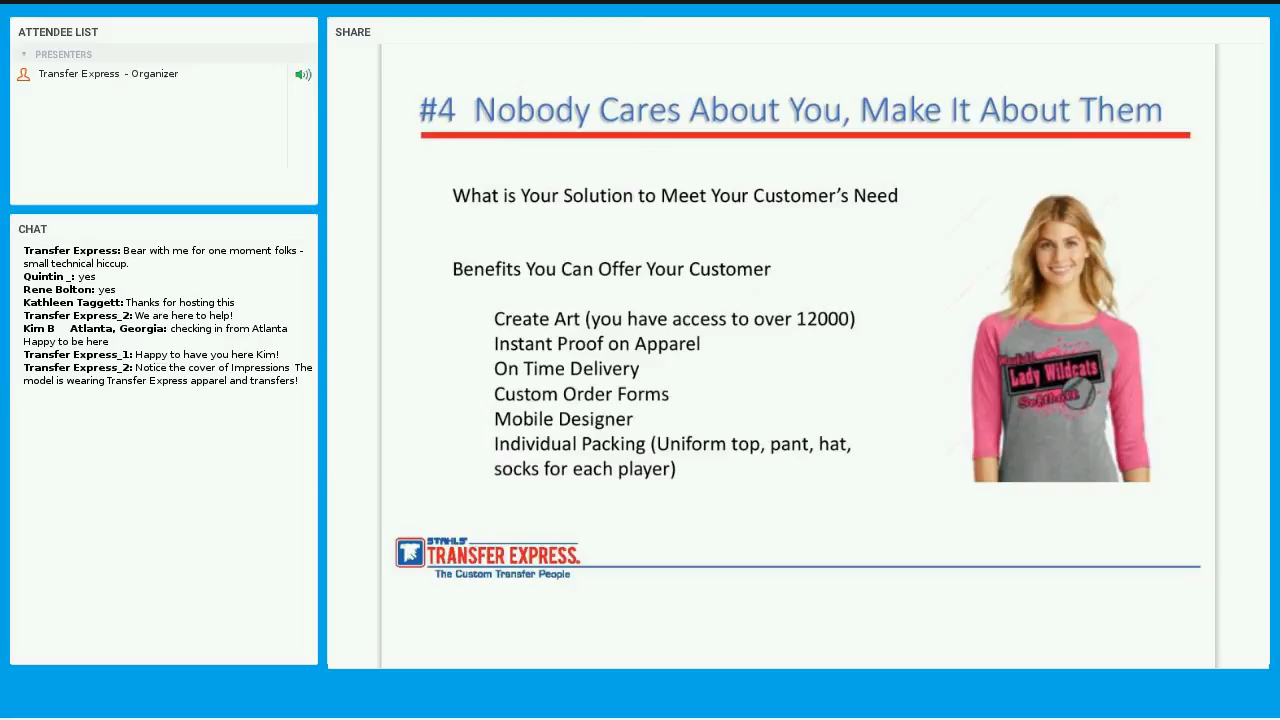 ATTENDEE LIST
PRESENTERS
Transfer Express - Organizer
CHAT
Transfer Express: Bear with me for one moment folks -
small technical hiccup.
Quintin _: yes
Rene Bolton: yes
Kathleen Taggett: Thanks for hosting this
Transfer Express_2: We are here to help!
Kim B Atlanta, Georgia: checking in from Atlanta
Happy to be here
Transfer Express_1: Happy to have you here Kim!
Transfer Express_2: Notice the cover of Impressions The
model is wearing Transfer Express apparel and transfers!
SHARE
#4 Nobody Cares About You, Make It About Them
What is Your Solution to Meet Your Customer’s Need
Benefits You Can Offer Your Customer
Create Art (you have access to over 12000)
Instant Proof on Apparel
On Time Delivery
Custom Order Forms
Mobile Designer
Individual Packing (Uniform top, pant, hat,
socks for each player)
Lady Wildcats
Softball
STAHLS'
TRANSFER EXPRESS.
The Custom Transfer People